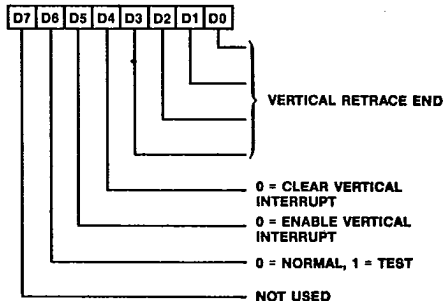 D7 D6 D5 D4 D3 D2 D1 D0
VERTICAL RETRACE END
0 = CLEAR VERTICAL
INTERRUPT
0 = ENABLE VERTICAL
INTERRUPT
0 = NORMAL, 1 = TEST
NOT USED